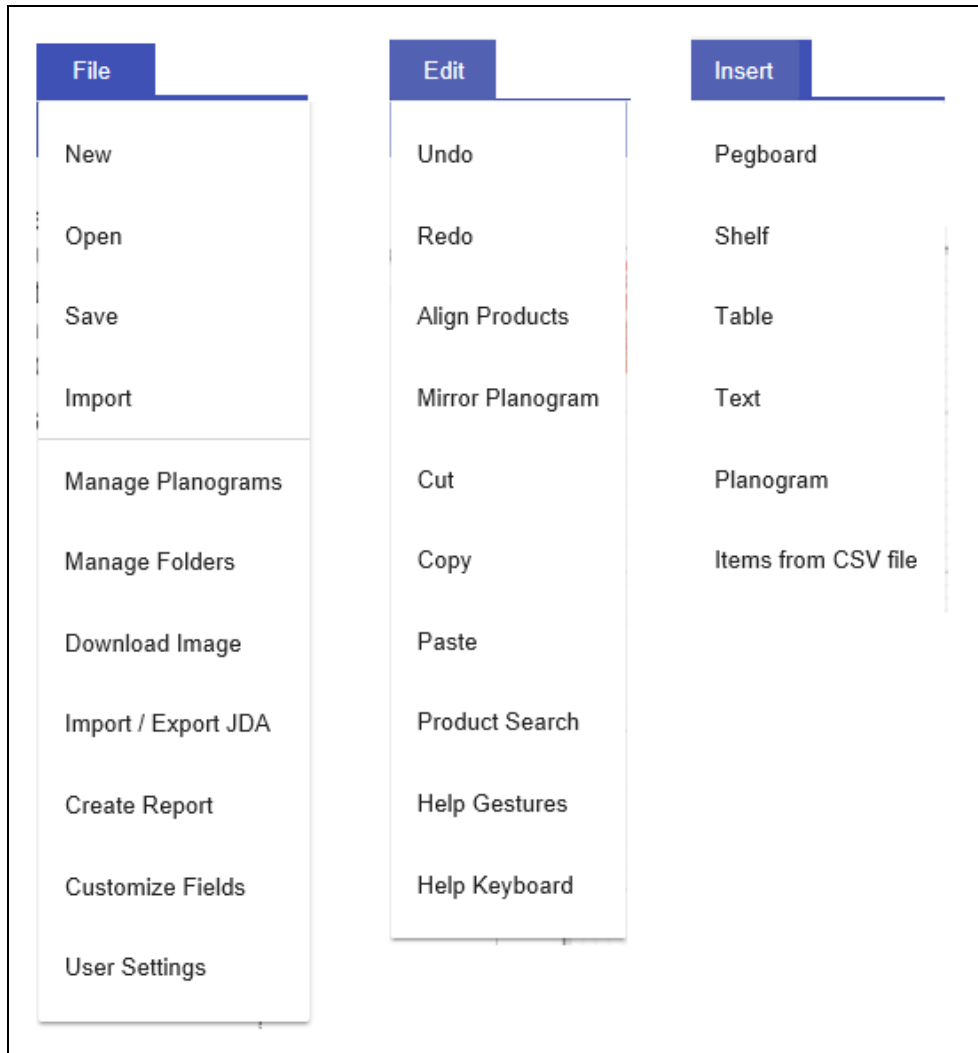 File
New
Open
Save
Import
Manage Planograms
Manage Folders
Download Image
Import / Export JDA
Create Report
Customize Fields
User Settings
Edit
Undo
Redo
Align Products
Mirror Planogram
Cut
Copy
Paste
Product Search
Help Gestures
Help Keyboard
Insert
Pegboard
Shelf
Table
Text
Planogram
Items from CSV file